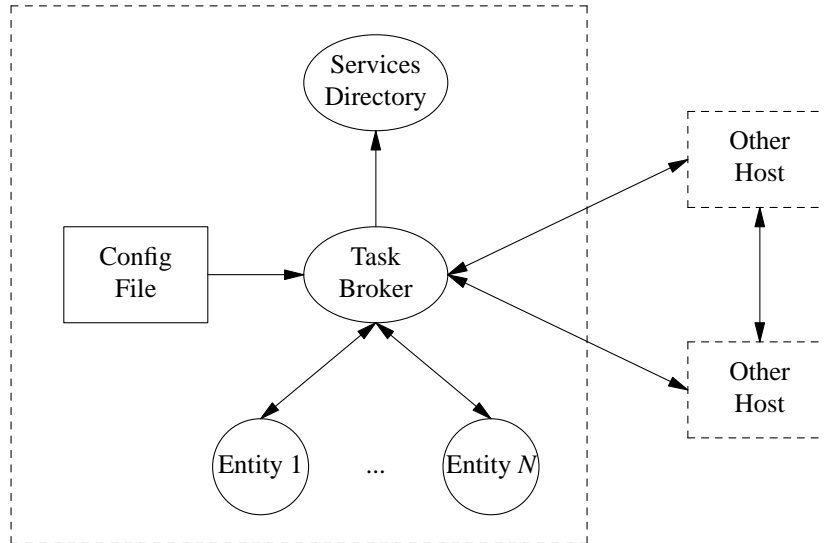 Services
Directory
Other
Host
Config
File
Task
Broker
Other
Host
Entity 1
...
Entity N